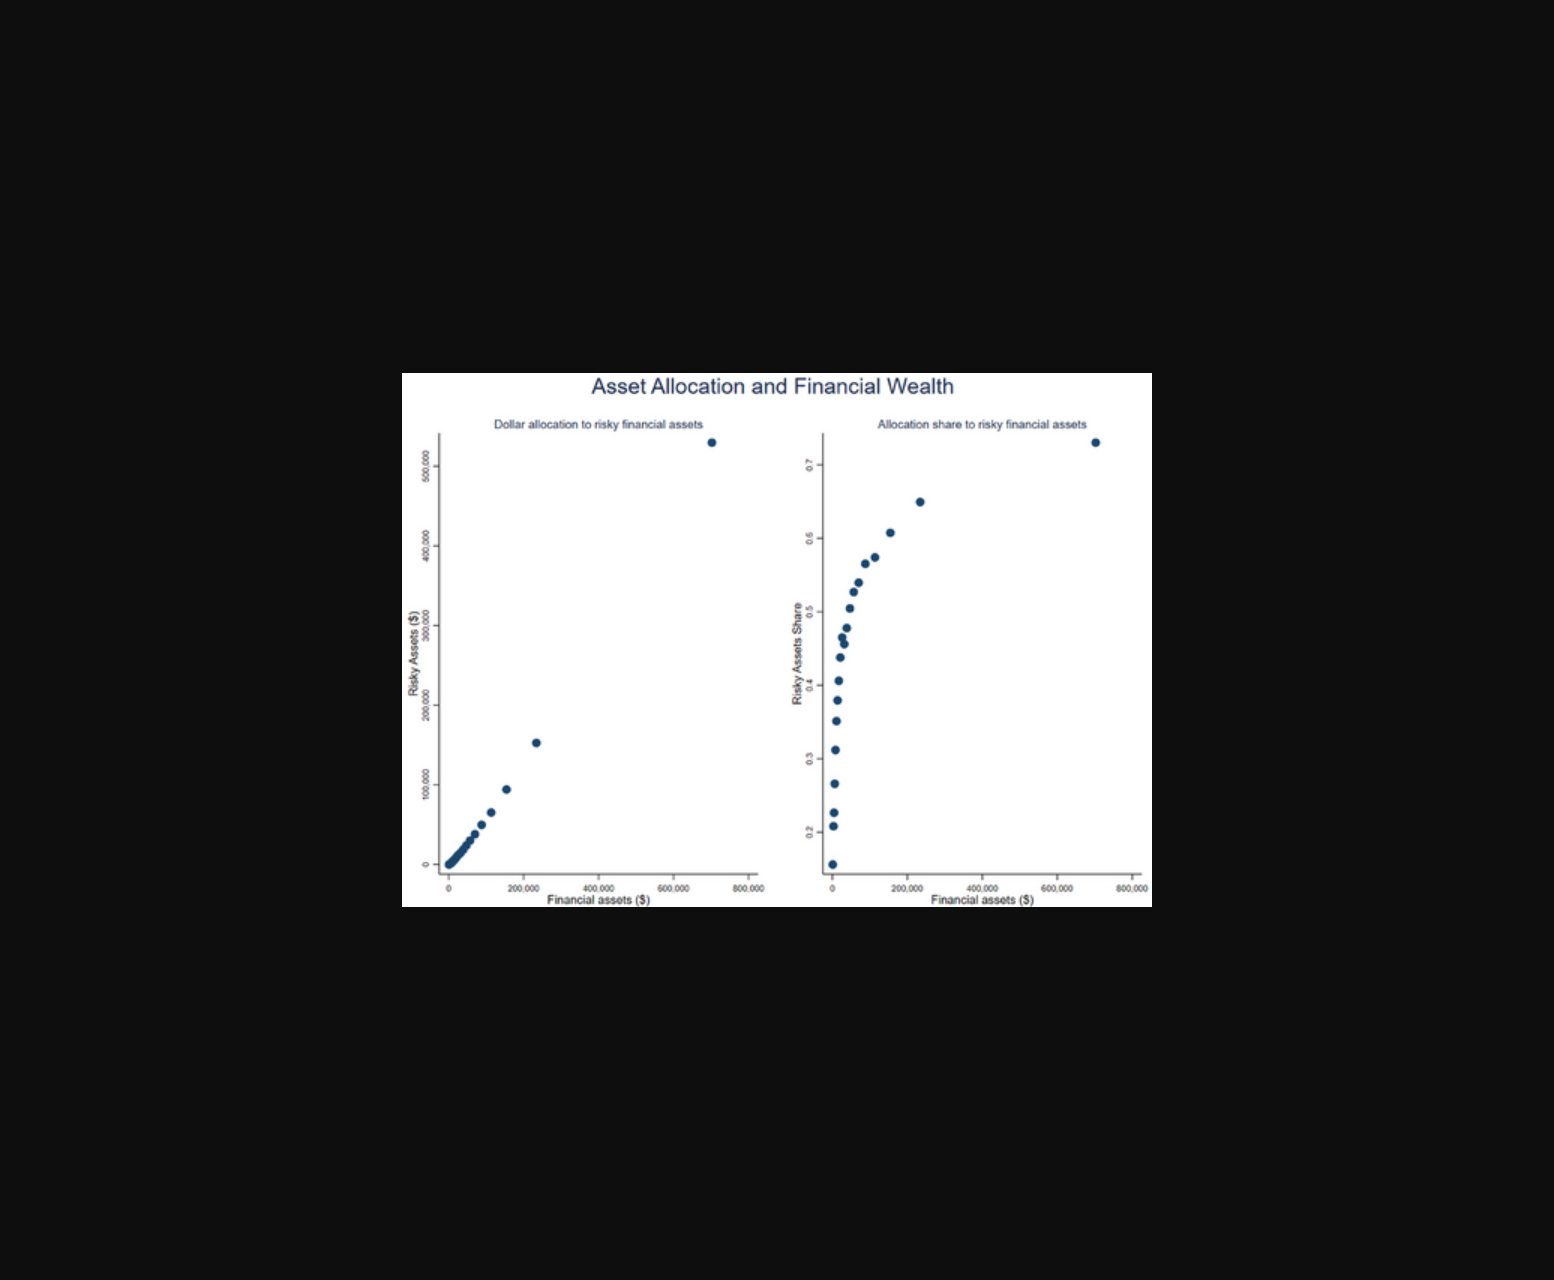 Asset Allocation and Financial Wealth
Dollar allocation to risky financial assets
Risky Assets ($)
500,000
400,000
300,000
200,000
100,000
0
0 200,000 400,000 600,000 800,000
Financial assets ($)
Allocation share to risky financial assets
Risky Assets Share
0.7
0.6
0.5
0.4
0.3
0.2
0 200,000 400,000 600,000 800,000
Financial assets ($)